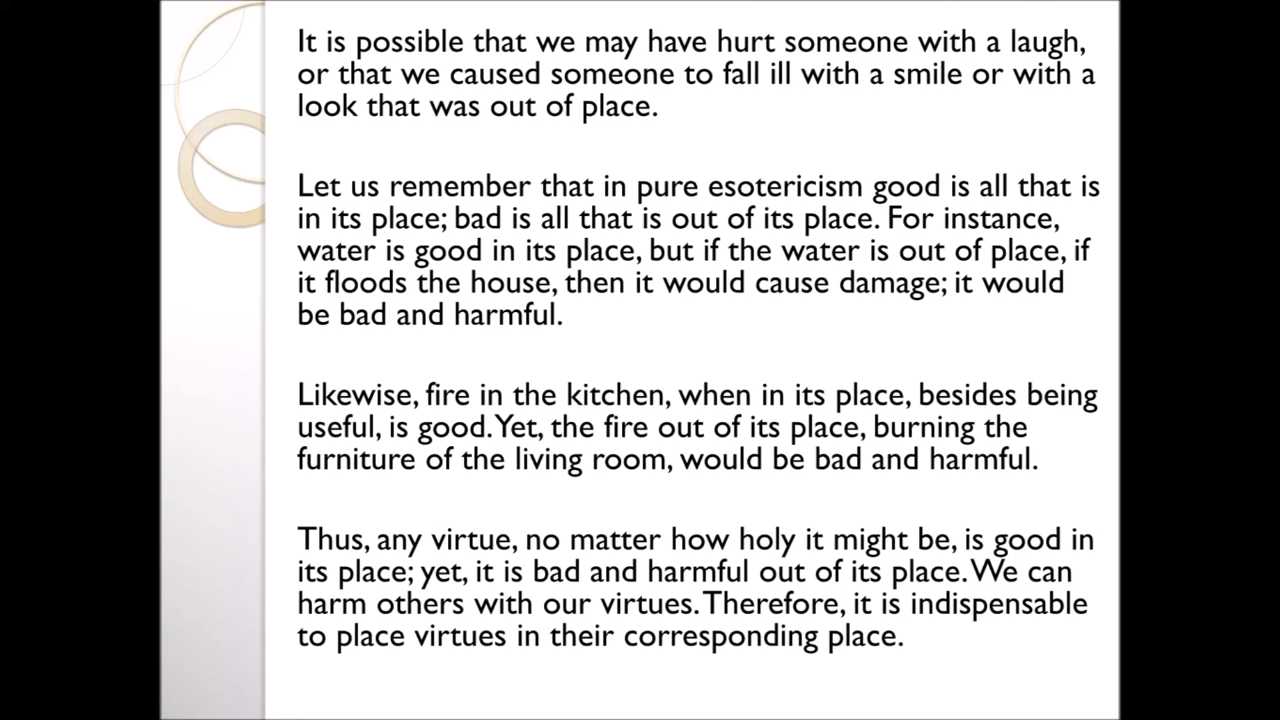 It is possible that we may have hurt someone with a laugh,
or that we caused someone to fall ill with a smile or with a
look that was out of place.
Let us remember that in pure esotericism good is all that is
in its place; bad is all that is out of its place. For instance,
water is good in its place, but if the water is out of place, if
it floods the house, then it would cause damage; it would
be bad and harmful.
Likewise, fire in the kitchen, when in its place, besides being
useful, is good. Yet, the fire out of its place, burning the
furniture of the living room, would be bad and harmful.
Thus, any virtue, no matter how holy it might be, is good in
its place; yet, it is bad and harmful out of its place. We can
harm others with our virtues. Therefore, it is indispensable
to place virtues in their corresponding place.